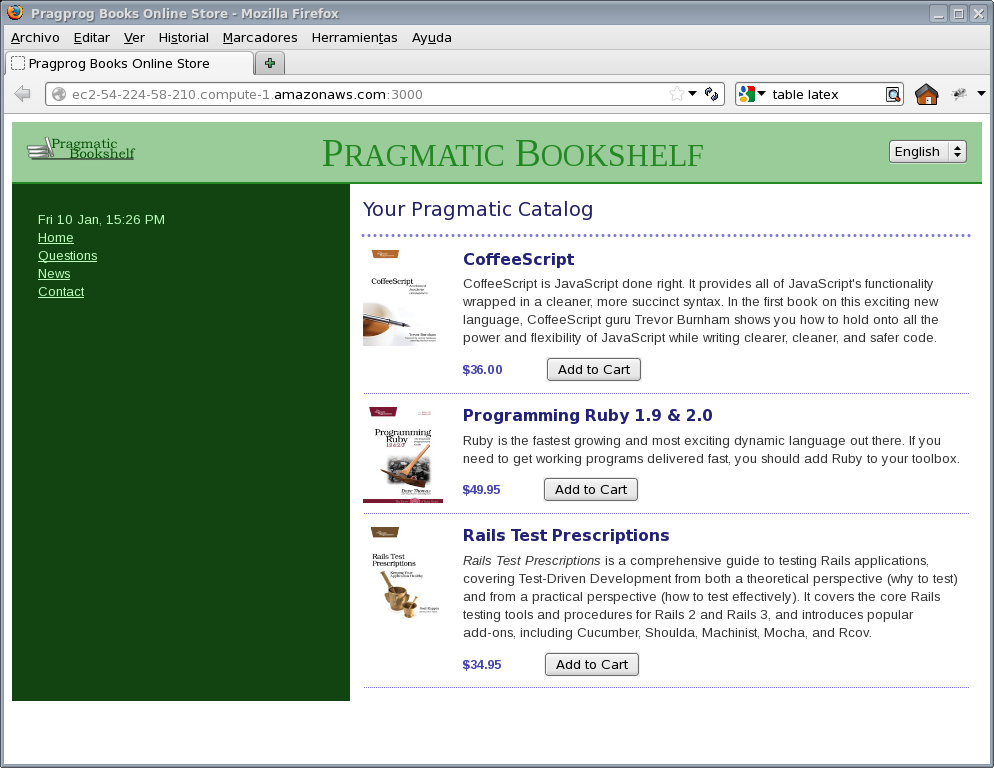 Pragprog Books Online Store - Mozilla Firefox
Archivo Editar Ver Historial Marcadores Herramientas Ayuda
Pragprog Books Online Store
ec2-54-224-58-210.compute-1.amazonaws.com:3000 table latex
Pragmatic
Bookshelf
PRAGMATIC BOOKSHELF
English
Fri 10 Jan, 15:26 PM
Home
Questions
News
Contact
Your Pragmatic Catalog
CoffeeScript
CoffeeScript
CoffeeScript is JavaScript done right. It provides all of JavaScript's functionality
wrapped in a cleaner, more succinct syntax. In the first book on this exciting new
language, CoffeeScript guru Trevor Burnham shows you how to hold onto all the
power and flexibility of JavaScript while writing clearer, cleaner, and safer code.
$36.00 Add to Cart
Programming
Ruby
Programming Ruby 1.9 & 2.0
Ruby is the fastest growing and most exciting dynamic language out there. If you
need to get working programs delivered fast, you should add Ruby to your toolbox.
$49.95 Add to Cart
Rails Test
Prescriptions
Rails Test Prescriptions
Rails Test Prescriptions is a comprehensive guide to testing Rails applications,
covering Test-Driven Development from both a theoretical perspective (why to test)
and from a practical perspective (how to test effectively). It covers the core Rails
testing tools and procedures for Rails 2 and Rails 3, and introduces popular
add-ons, including Cucumber, Shoulda, Machinist, Mocha, and Rcov.
$34.95 Add to Cart